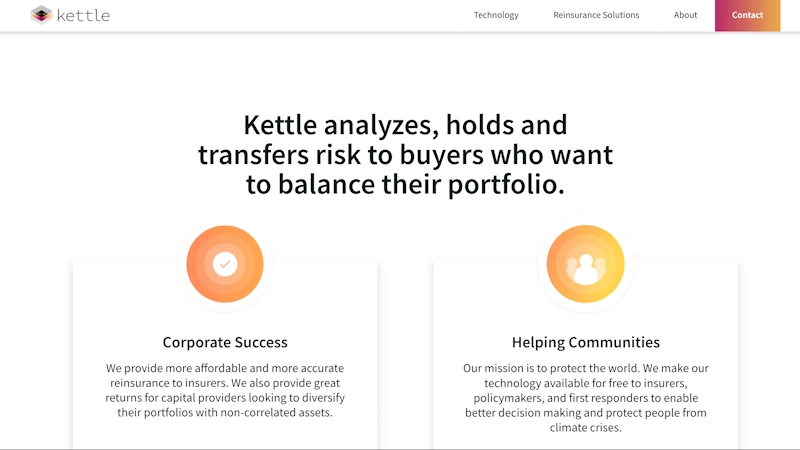 kettle
Technology
Reinsurance Solutions
About
Contact
Kettle analyzes, holds and
transfers risk to buyers who want
to balance their portfolio.
Corporate Success
We provide more affordable and more accurate
reinsurance to insurers. We also provide great
returns for capital providers looking to diversify
their portfolios with non-correlated assets.
Helping Communities
Our mission is to protect the world. We make our
technology available for free to insurers,
policymakers, and first responders to enable
better decision making and protect people from
climate crises.